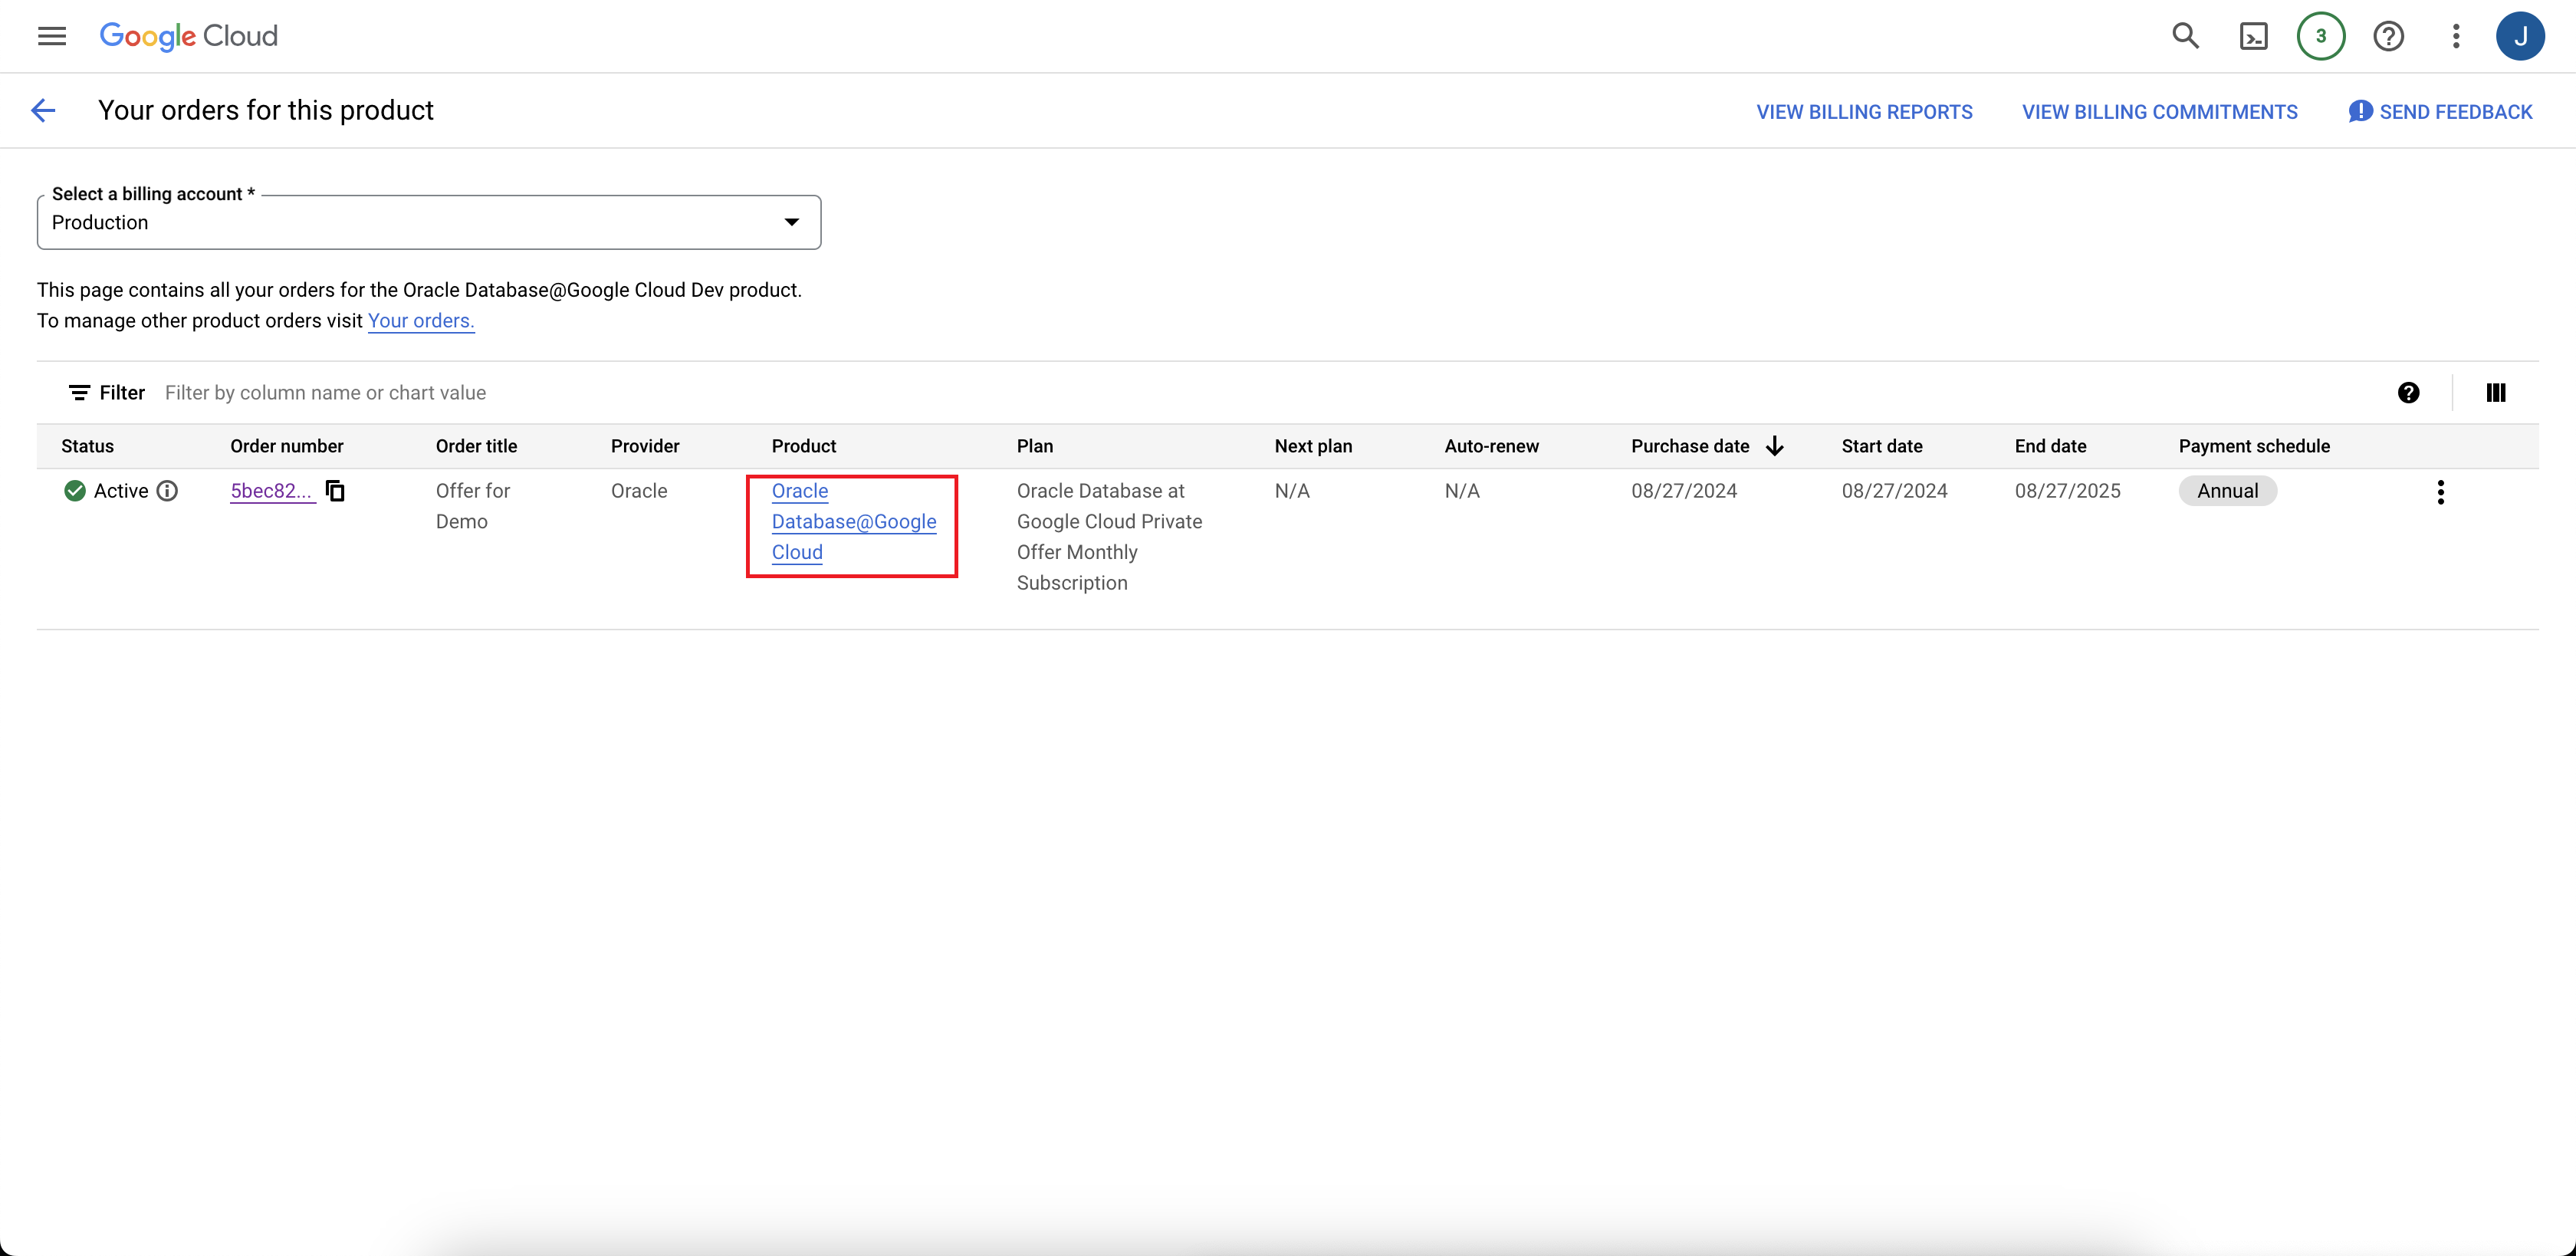 Google Cloud
3
J
Your orders for this product
VIEW BILLING REPORTS
VIEW BILLING COMMITMENTS
SEND FEEDBACK
Select a billing account *
Production
This page contains all your orders for the Oracle Database@Google Cloud Dev product.
To manage other product orders visit Your orders.
Filter Filter by column name or chart value
Status Order number Order title Provider Product Plan Next plan Auto-renew Purchase date Start date End date Payment schedule
Active 5bec82... Offer for Oracle Oracle Oracle Database at N/A N/A 08/27/2024 08/27/2024 08/27/2025 Annual
Demo Database@Google Google Cloud Private
Cloud Offer Monthly
Subscription